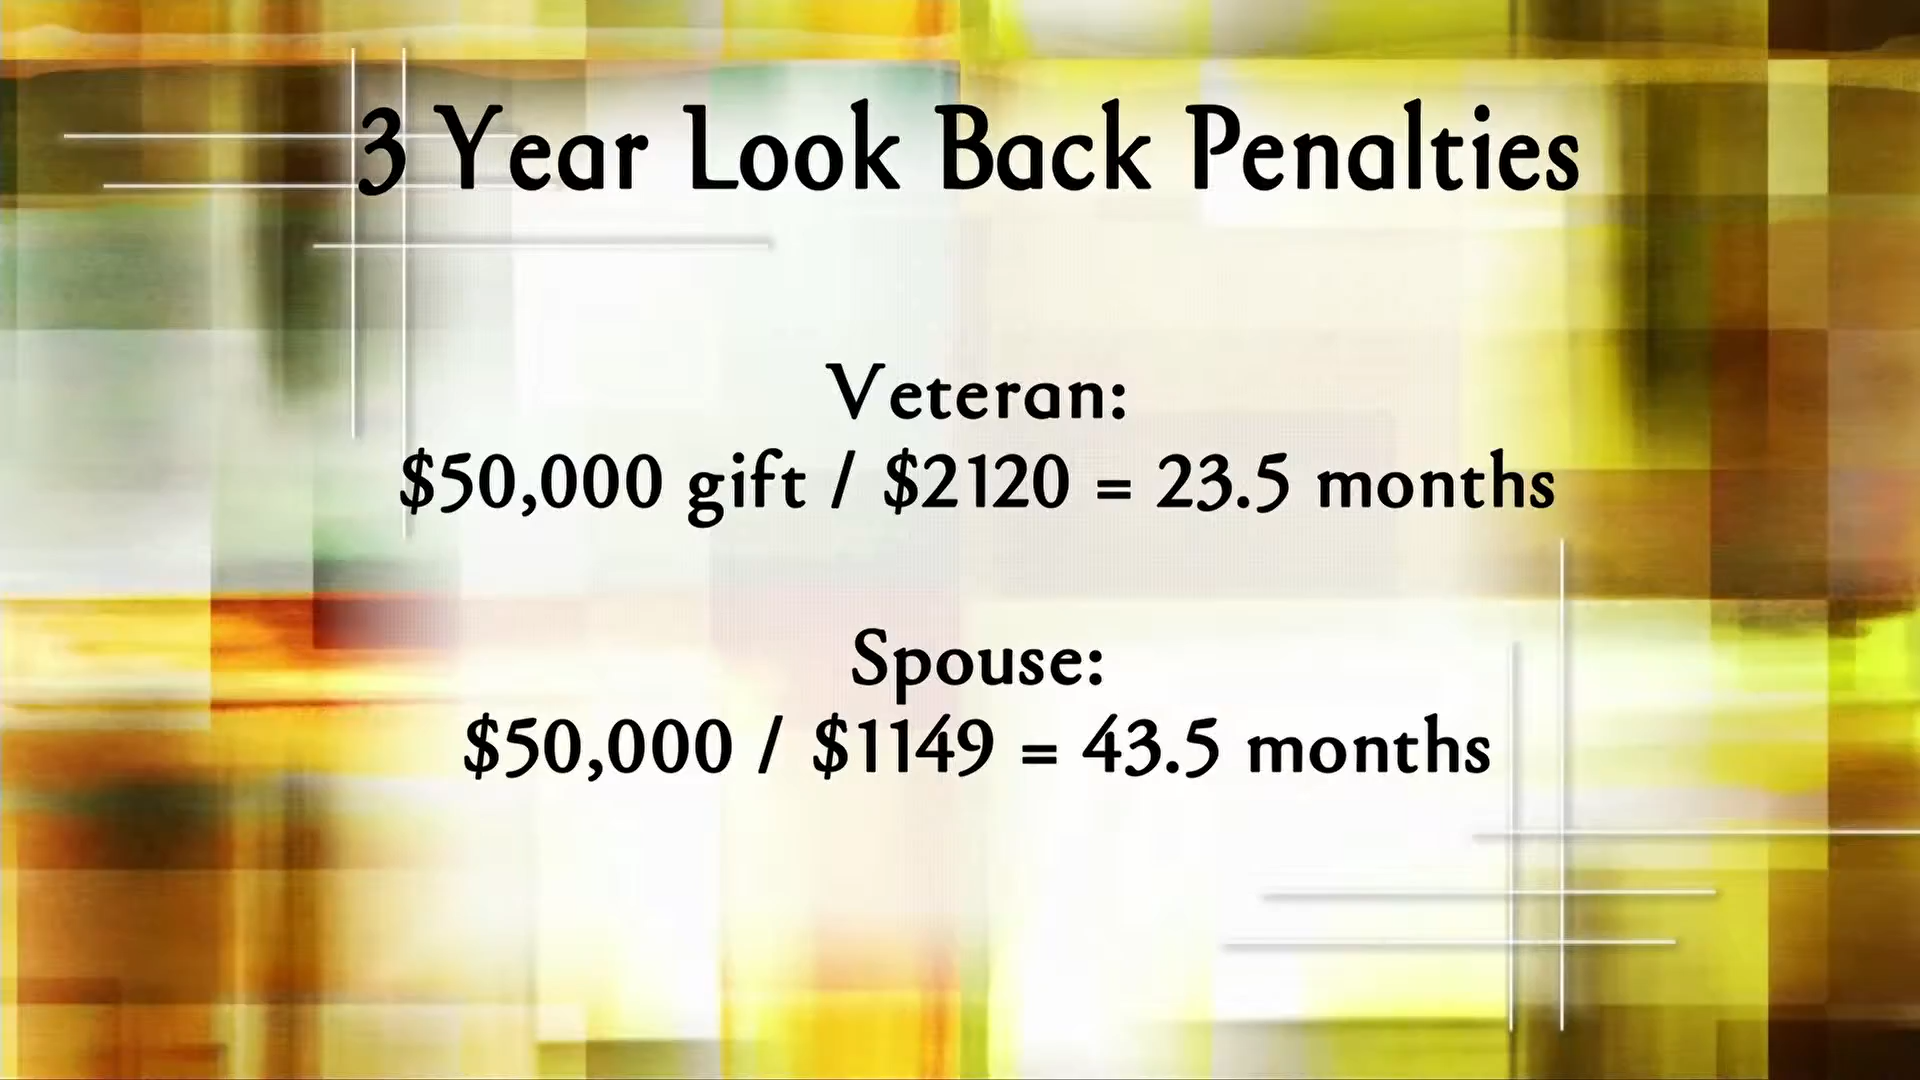 3 Year Look Back Penalties
Veteran:
$50,000 gift / $2120 = 23.5 months
Spouse:
$50,000 / $1149 = 43.5 months